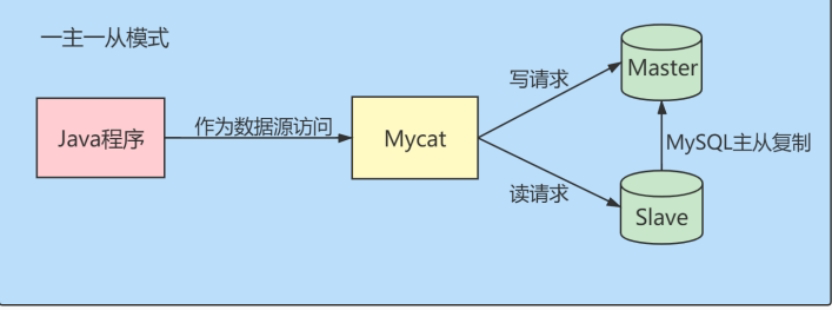 一主一从模式
Java程序
作为数据源访问
Mycat
写请求
读请求
Master
MySQL主从复制
Slave